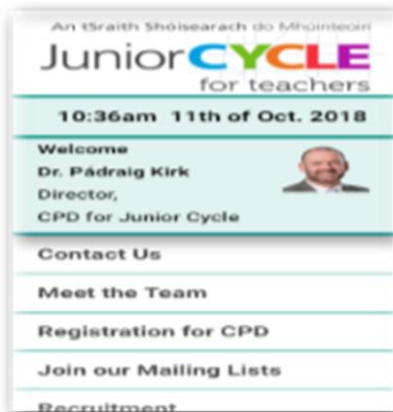 An tSraith Shóisearach do Mhúinteoirí
JuniorCYCLE
for teachers
10:36am 11th of Oct. 2018
Welcome
Dr. Pádraig Kirk
Director,
CPD for Junior Cycle
Contact Us
Meet the Team
Registration for CPD
Join our Mailing Lists
Recruitment